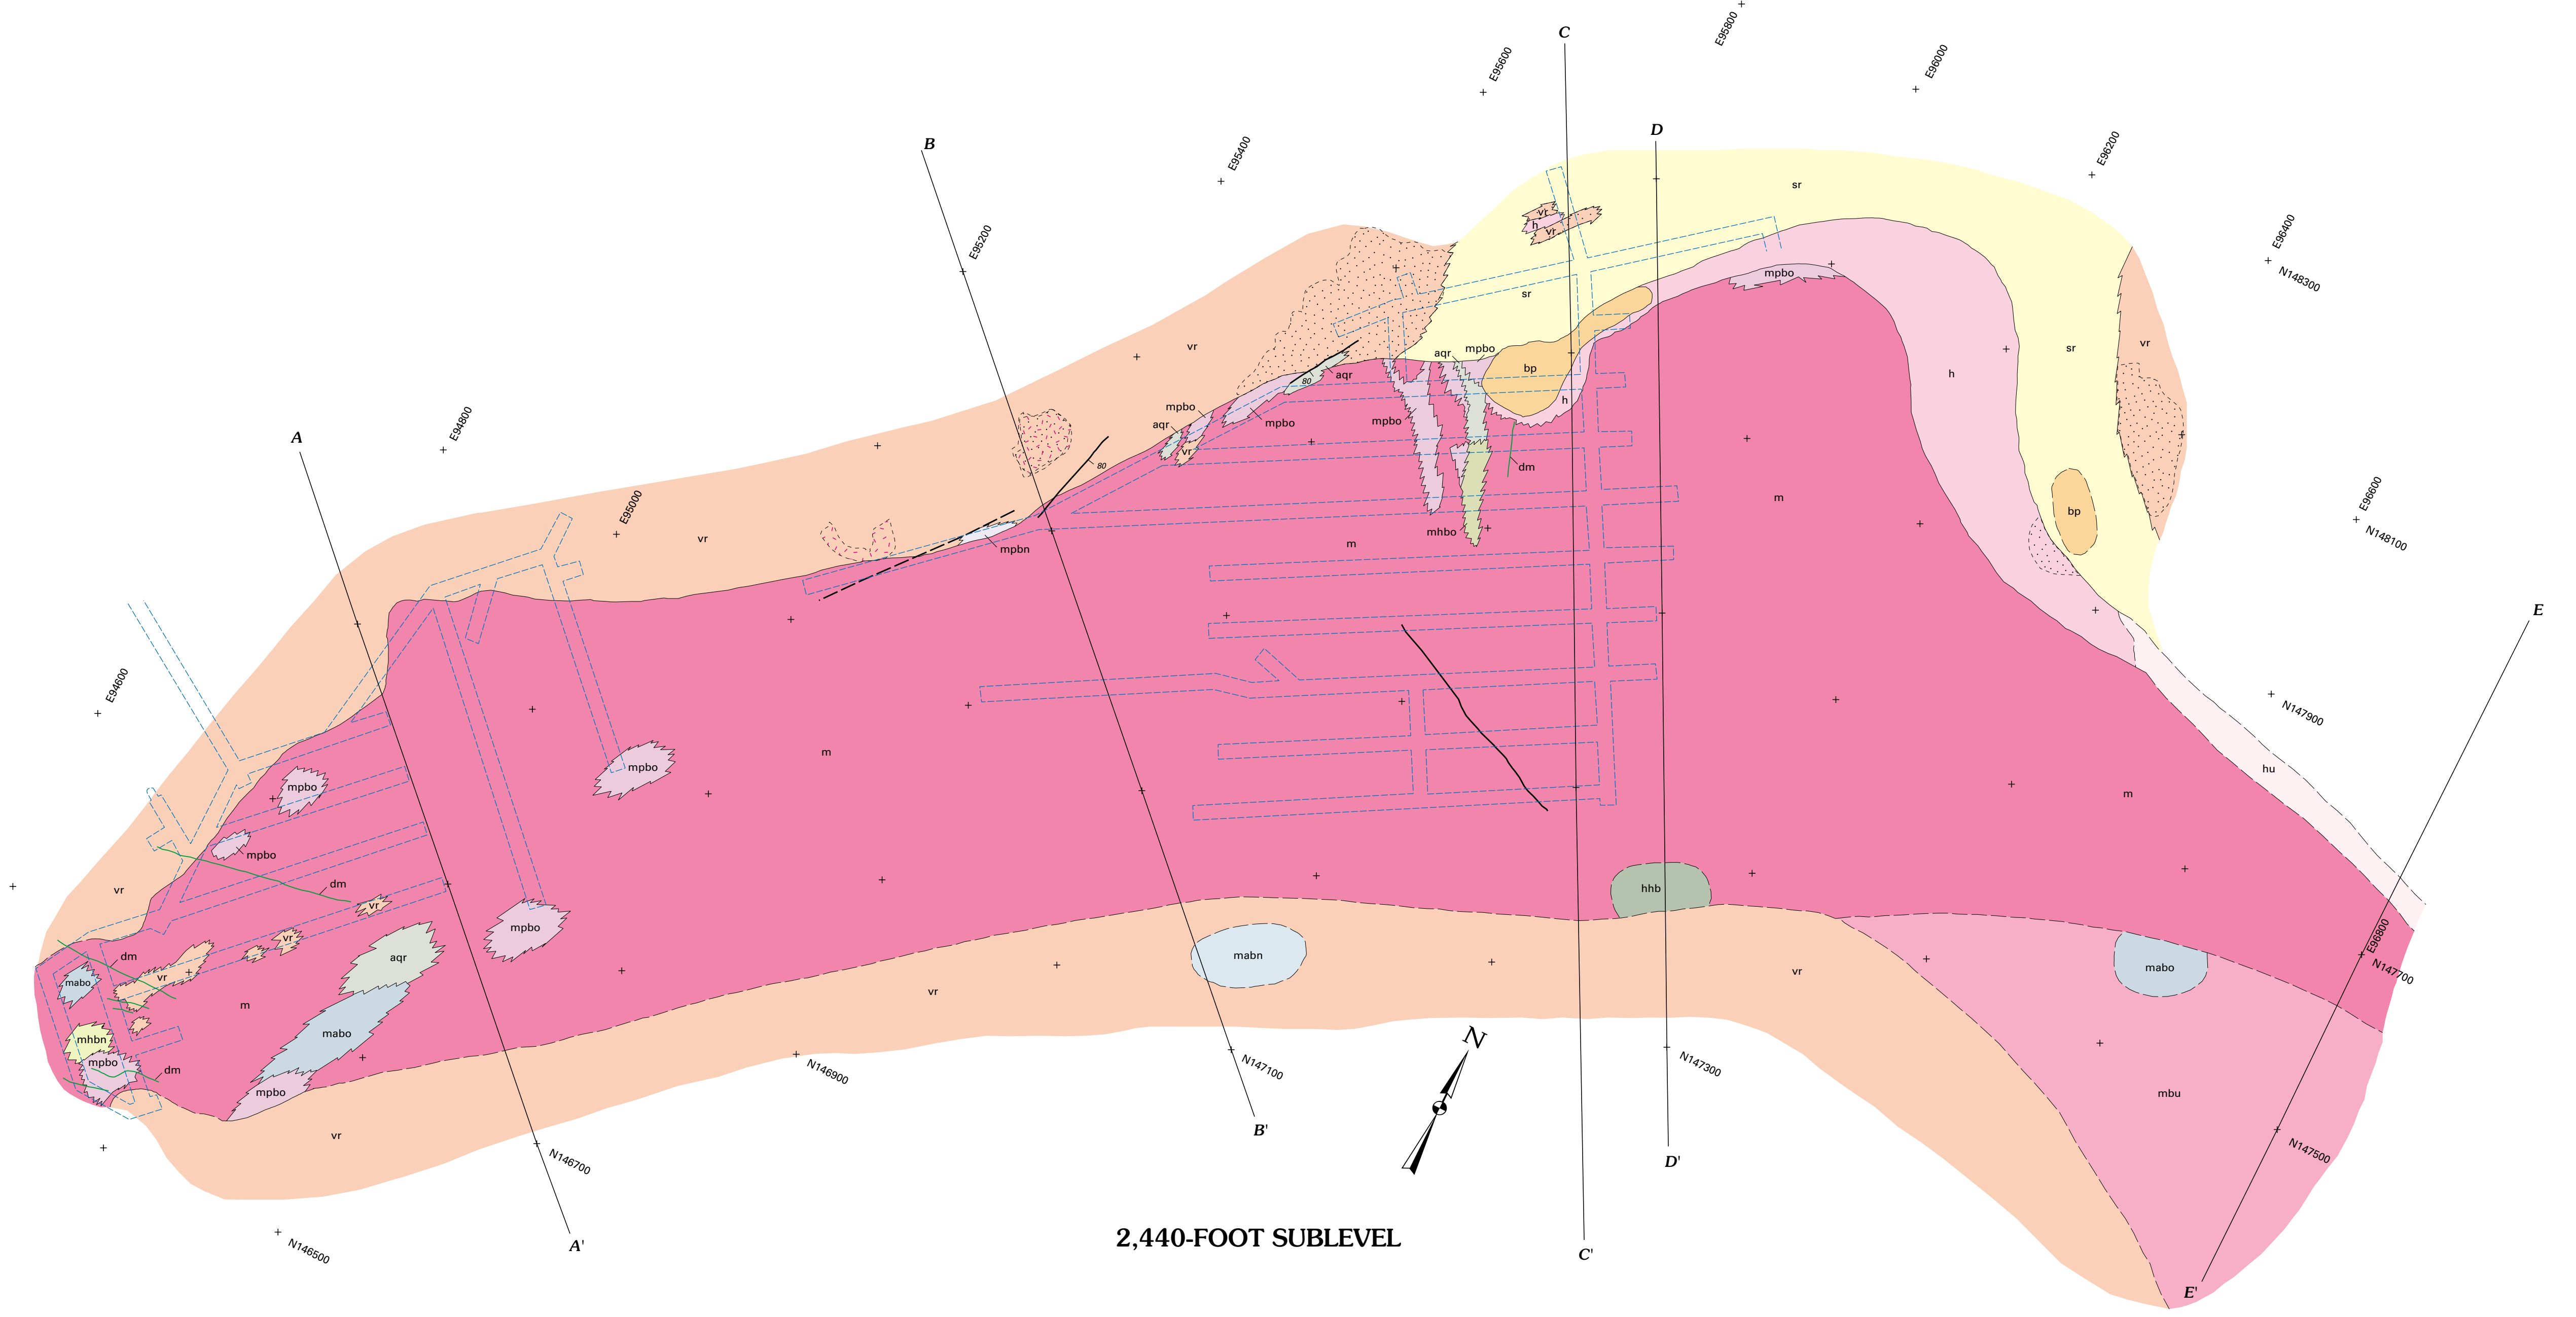 E95800
C
E95600
E96000
D
B
E95400
E96200
sr
E95200
vr
h
vr
E96400
N148300
mpbo
sr
vr
aqr
mpbo
sr
vr
80
aqr
bp
h
h
E94800
A
mpbo
mpbo
mpbo
aqr
vr
80
dm
m
E95000
vr
mpbn
m
mhbo
bp
E96600
N148100
E
E94600
N147900
m
hu
m
mpbo
mpbo
mpbo
vr
dm
vr
hhb
mpbo
vr
aqr
dm
vr
mabo
m
mabn
vr
vr
mabo
E96800
N147700
mabo
mhbn
mpbo
dm
mpbo
N
N146900
N147100
N147300
mbu
B'
vr
N146700
D'
N147500
A'
N146500
2,440-FOOT SUBLEVEL
C'
E'